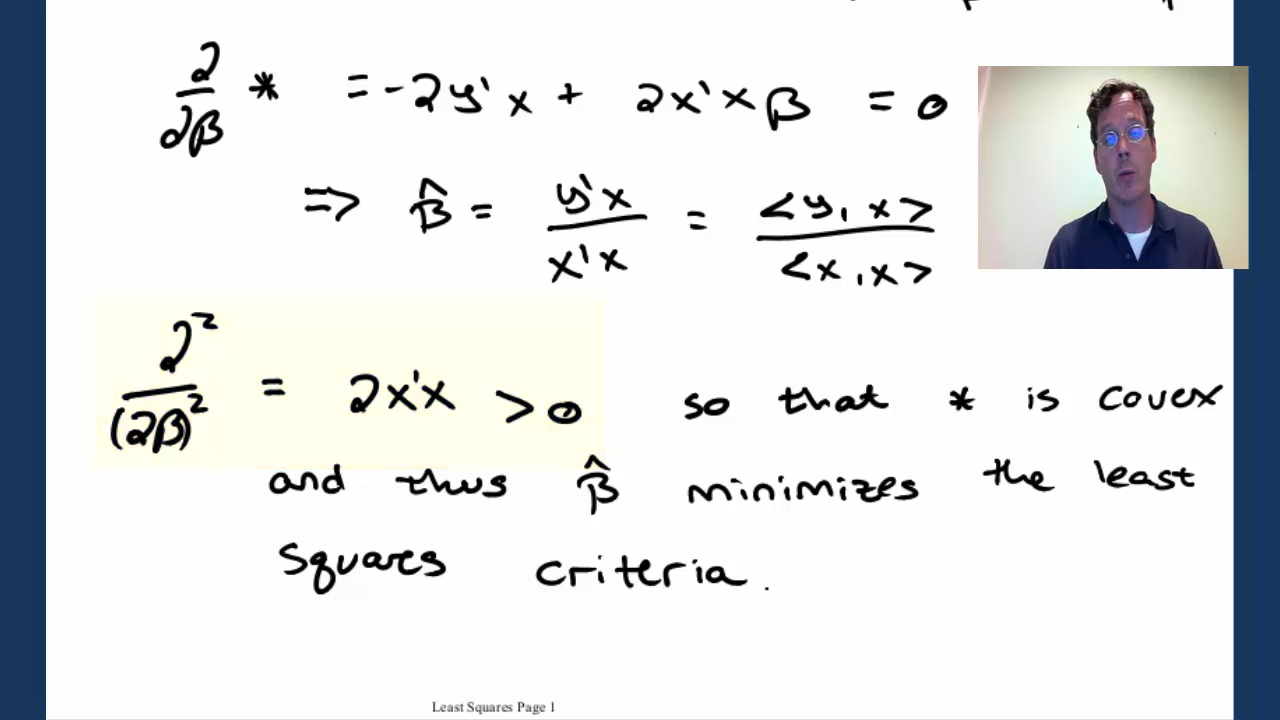 ∂/∂β * = -2y'x + 2x'xβ = 0
=> β̂ = y'x / x'x = <y, x> / <x, x>
∂²/(∂β)² = 2x'x > 0 so that * is covex
and thus β̂ minimizes the least
squares criteria.
Least Squares Page 1